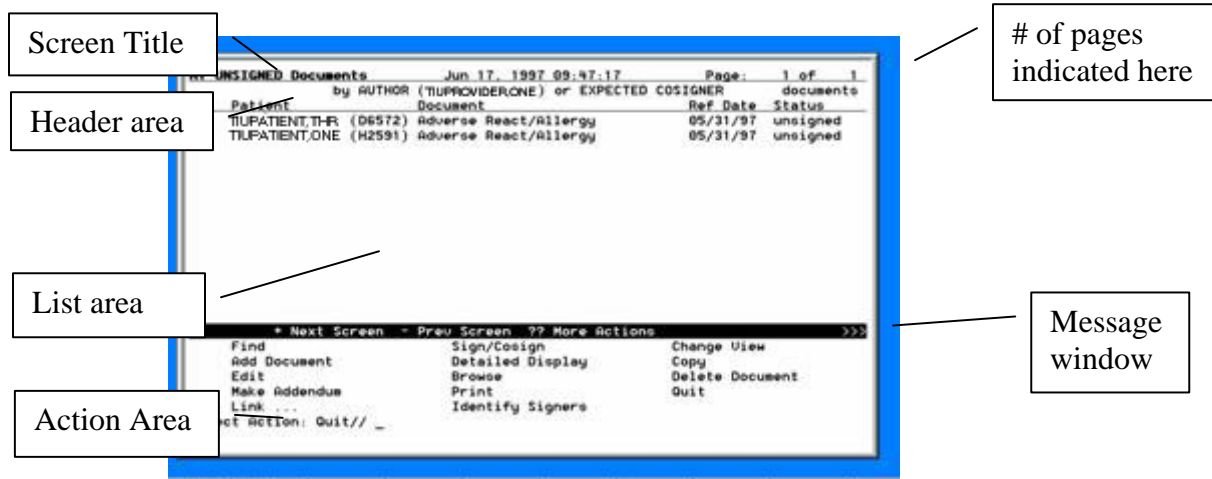 Screen Title
# of pages
indicated here
UNSIGNED Documents Jun 17, 1997 09:47:17 Page: 1 of 1
by AUTHOR (TIUPROVIDER,ONE) or EXPECTED COSIGNER documents
Patient Document Ref Date Status
Header area
TIUPATIENT,THR (D6572) Adverse React/Allergy 05/31/97 unsigned
TIUPATIENT,ONE (H2591) Adverse React/Allergy 05/31/97 unsigned
List area
Message
window
+ Next Screen - Prev Screen ?? More Actions >>>
Find Sign/Cosign Change View
Add Document Detailed Display Copy
Edit Browse Delete Document
Make Addendum Print Quit
Link ... Identify Signers
Action Area
Action: Quit// _